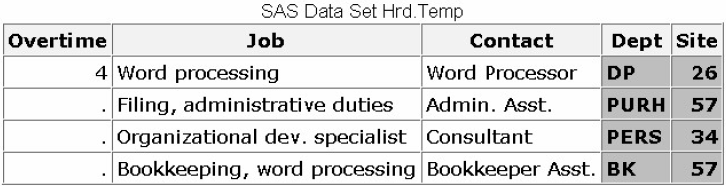 SAS Data Set Hrd.Temp
Overtime Job Contact Dept Site
4 Word processing Word Processor DP 26
. Filing, administrative duties Admin. Asst. PURH 57
. Organizational dev. specialist Consultant PERS 34
. Bookkeeping, word processing Bookkeeper Asst. BK 57